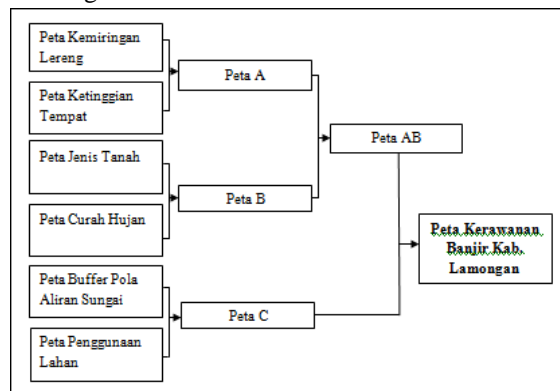 Peta Kemiringan
Lereng
Peta Ketinggian
Tempat
Peta A
Peta Jenis Tanah
Peta Curah Hujan
Peta B
Peta AB
Peta Buffer Pola
Aliran Sungai
Peta Penggunaan
Lahan
Peta C
Peta Kerawanan
Banjir Kab.
Lamongan